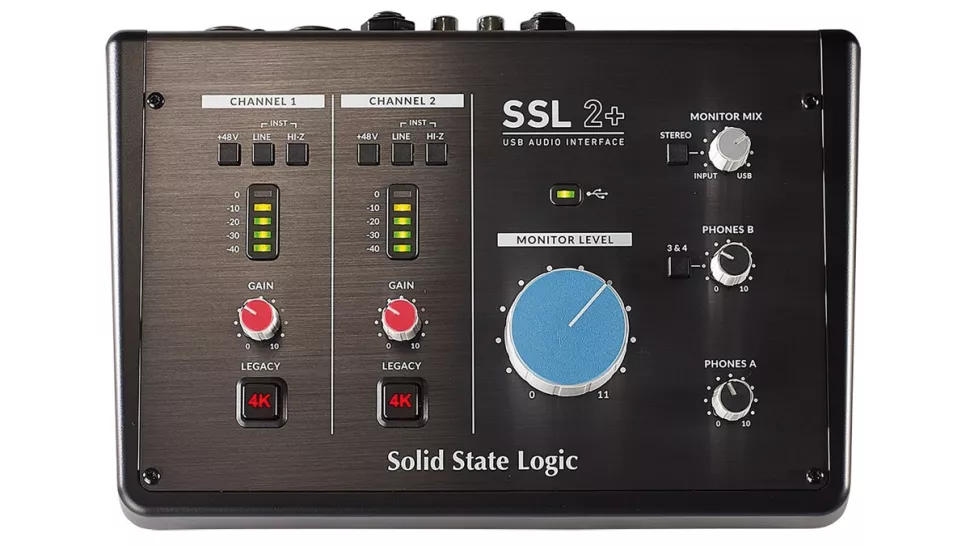 CHANNEL 1
INST
+48V LINE HI-Z
0
-10
-20
-30
-40
GAIN
0 10
LEGACY
4K
CHANNEL 2
INST
+48V LINE HI-Z
0
-10
-20
-30
-40
GAIN
0 10
LEGACY
4K
SSL 2+
USB AUDIO INTERFACE
MONITOR LEVEL
0 11
MONITOR MIX
STEREO
INPUT USB
PHONES B
3 & 4
0 10
PHONES A
0 10
Solid State Logic